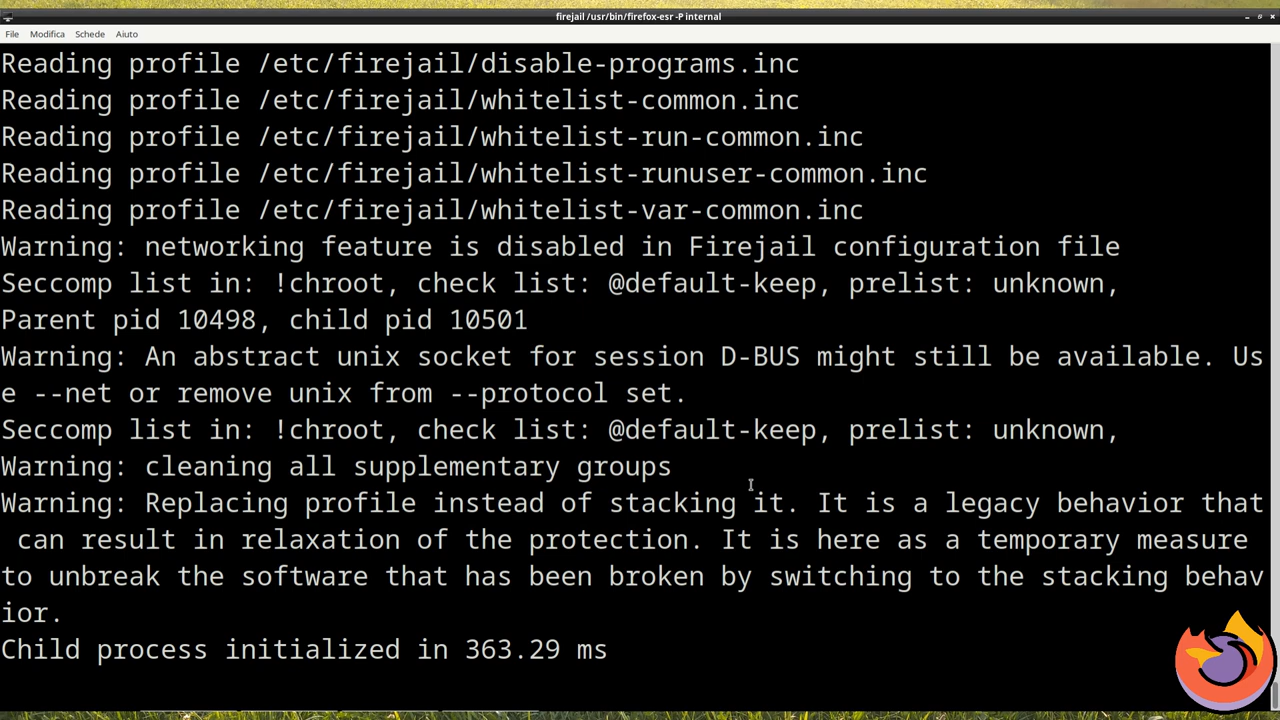 firejail /usr/bin/firefox-esr -P internal
File Modifica Schede Aiuto
Reading profile /etc/firejail/disable-programs.inc
Reading profile /etc/firejail/whitelist-common.inc
Reading profile /etc/firejail/whitelist-run-common.inc
Reading profile /etc/firejail/whitelist-runuser-common.inc
Reading profile /etc/firejail/whitelist-var-common.inc
Warning: networking feature is disabled in Firejail configuration file
Seccomp list in: !chroot, check list: @default-keep, prelist: unknown,
Parent pid 10498, child pid 10501
Warning: An abstract unix socket for session D-BUS might still be available. Us
e --net or remove unix from --protocol set.
Seccomp list in: !chroot, check list: @default-keep, prelist: unknown,
Warning: cleaning all supplementary groups
Warning: Replacing profile instead of stacking it. It is a legacy behavior that
 can result in relaxation of the protection. It is here as a temporary measure
to unbreak the software that has been broken by switching to the stacking behav
ior.
Child process initialized in 363.29 ms